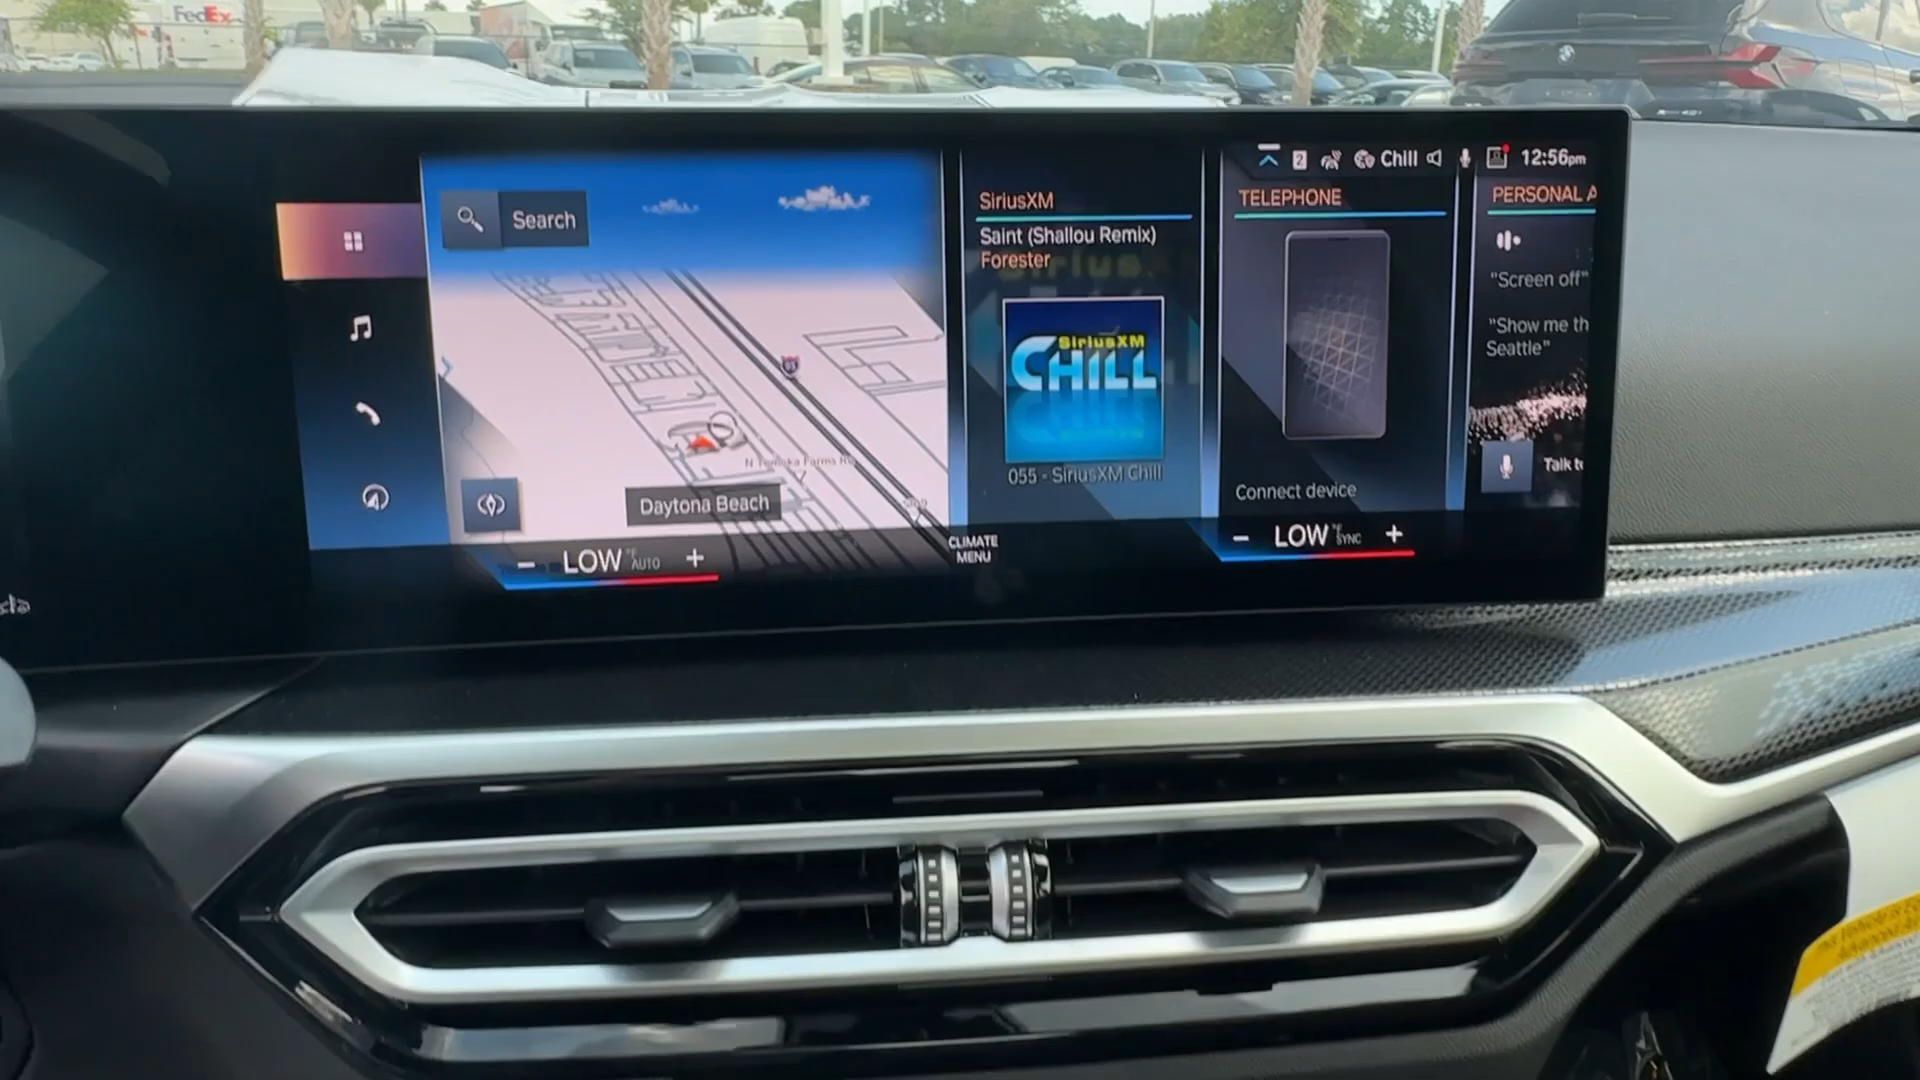 FedEx
2 Chill 12:56pm
Search
Daytona Beach
SiriusXM
Saint (Shallou Remix)
Forester
SiriusXM
CHILL
055 - SiriusXM Chill
TELEPHONE
Connect device
PERSONAL A
"Screen off"
"Show me th
Seattle"
Talk t
− LOW °F AUTO +
CLIMATE
MENU
− LOW °F SYNC +